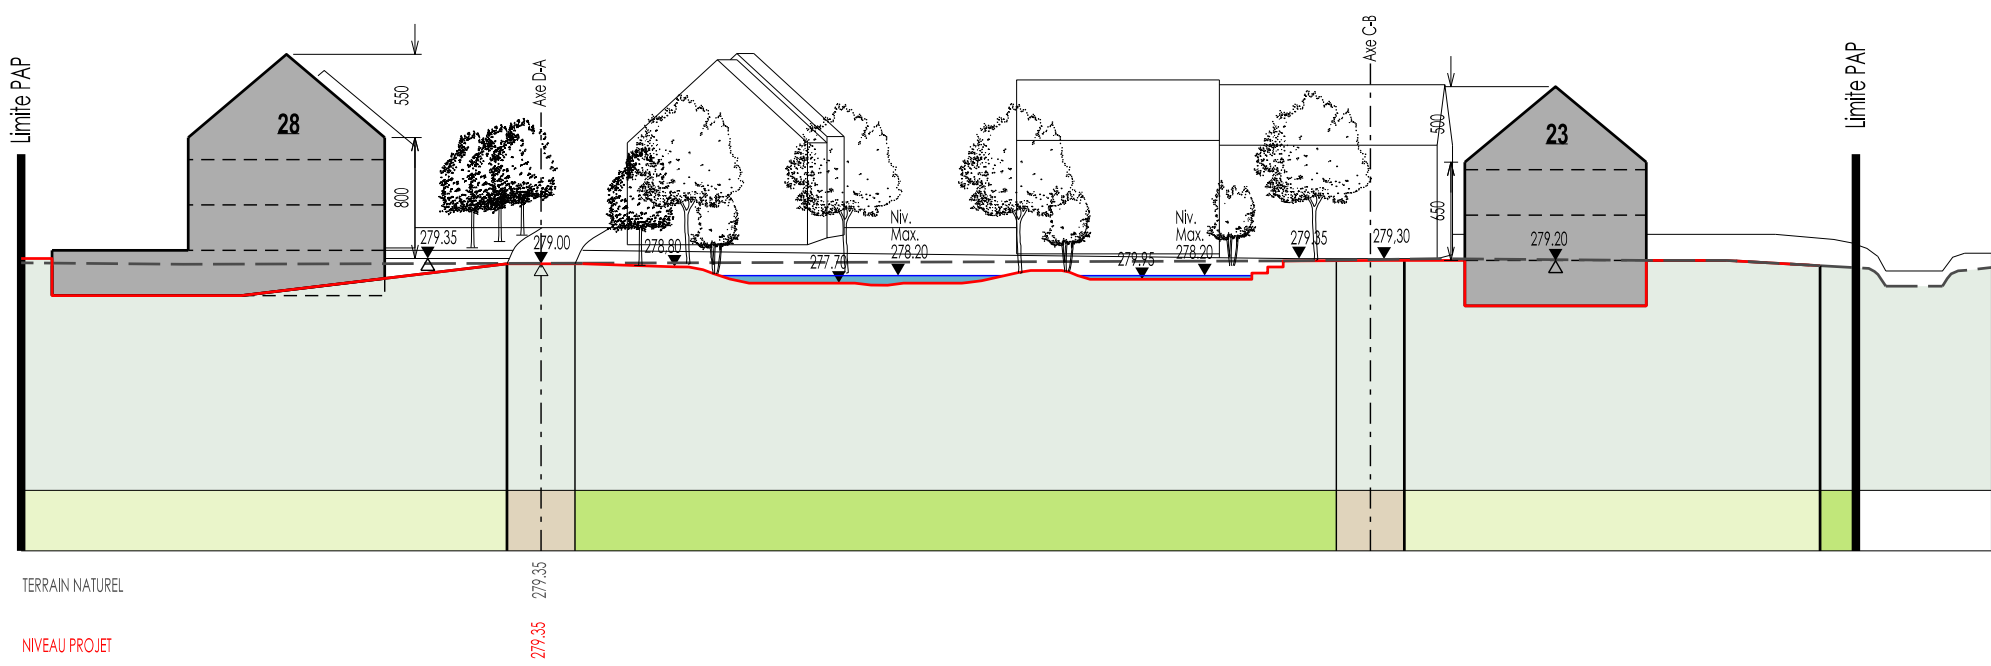 Limite PAP
28
550
800
Axe D-A
279.35
279.00
278.80
277.70
Niv.
Max.
278.20
279.95
Niv.
Max.
278.20
279.35
Axe C-B
279,30
500
650
23
279.20
Limite PAP
TERRAIN NATUREL
279.35
NIVEAU PROJET
279.35